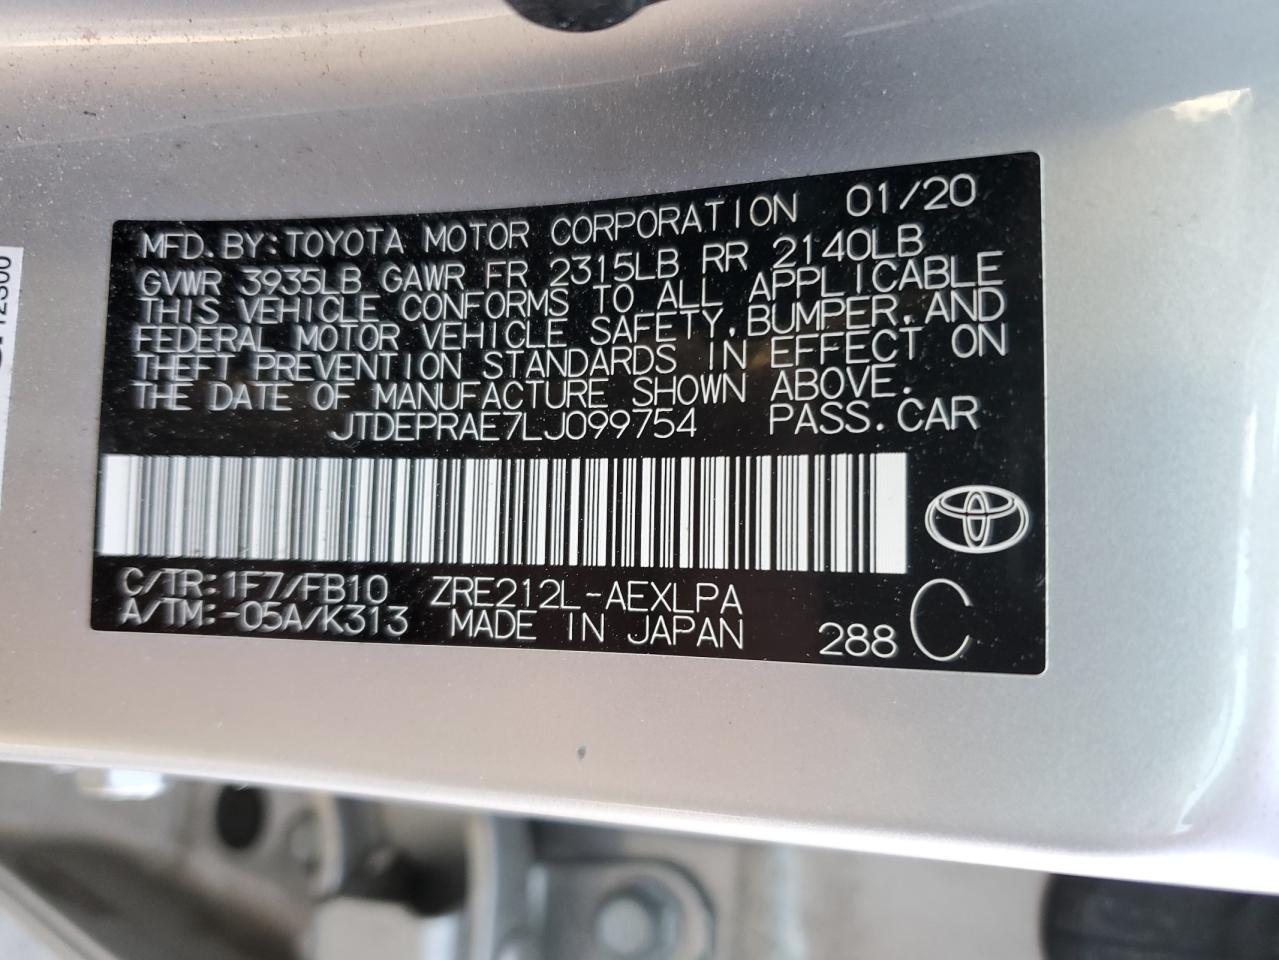 MFD.BY:TOYOTA MOTOR CORPORATION 01/20
GVWR 3935LB GAWR FR 2315LB RR 2140LB
THIS VEHICLE CONFORMS TO ALL APPLICABLE
FEDERAL MOTOR VEHICLE SAFETY,BUMPER,AND
THEFT PREVENTION STANDARDS IN EFFECT ON
THE DATE OF MANUFACTURE SHOWN ABOVE.
JTDEPRAE7LJ099754 PASS.CAR
C/TR:1F7/FB10 ZRE212L-AEXLPA
A/TM:-05A/K313 MADE IN JAPAN 288 C